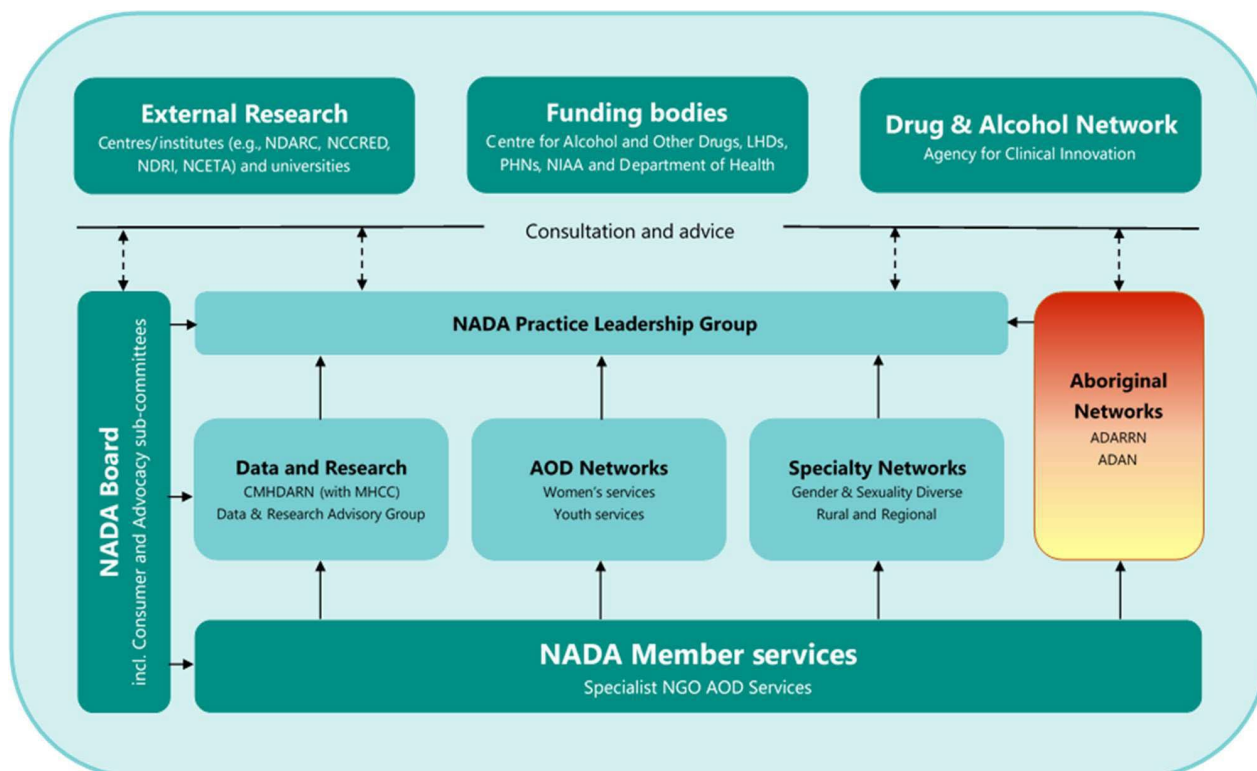 External Research
Centres/institutes (e.g., NDARC, NCCRED,
NDRI, NCETA) and universities
Funding bodies
Centre for Alcohol and Other Drugs, LHDs,
PHNs, NIAA and Department of Health
Drug & Alcohol Network
Agency for Clinical Innovation
Consultation and advice
NADA Board
incl. Consumer and Advocacy sub-committees
NADA Practice Leadership Group
Aboriginal
Networks
ADARRN
ADAN
Data and Research
CMHDARN (with MHCC)
Data & Research Advisory Group
AOD Networks
Women's services
Youth services
Specialty Networks
Gender & Sexuality Diverse
Rural and Regional
NADA Member services
Specialist NGO AOD Services